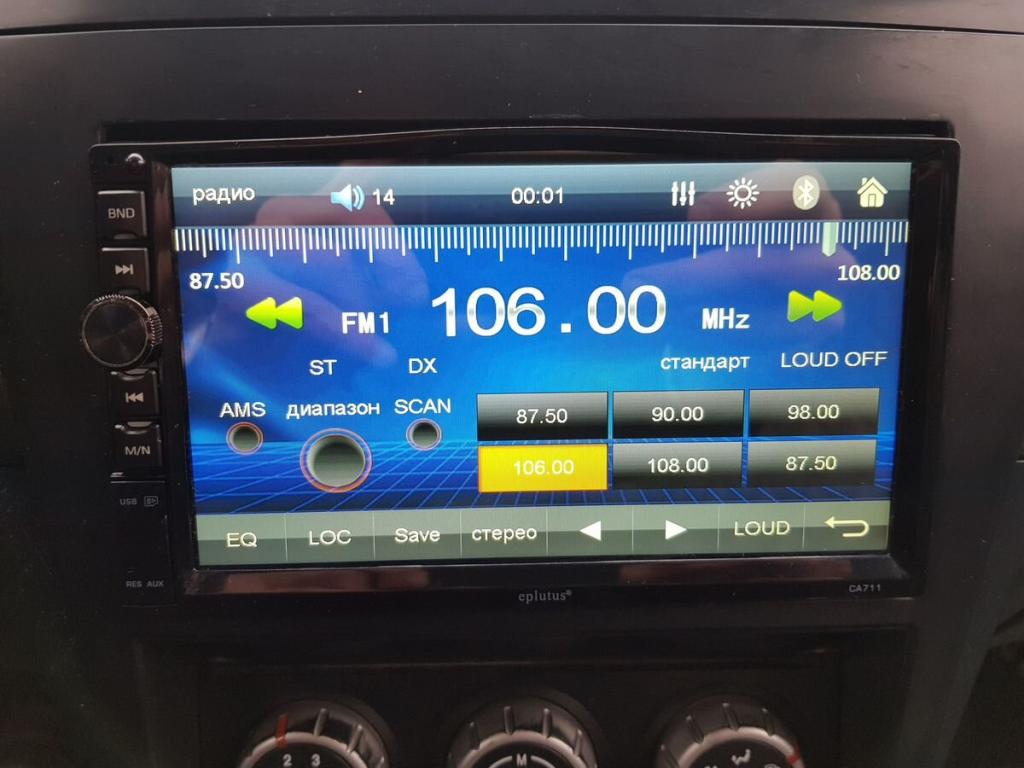 BND
M/N
USB
RES AUX
радио 14 00:01
87.50 108.00
FM1 106.00 MHz
ST DX стандарт LOUD OFF
AMS диапазон SCAN
87.50 90.00 98.00
106.00 108.00 87.50
EQ LOC Save стерео LOUD
eplutus®
CA711
2 3 M